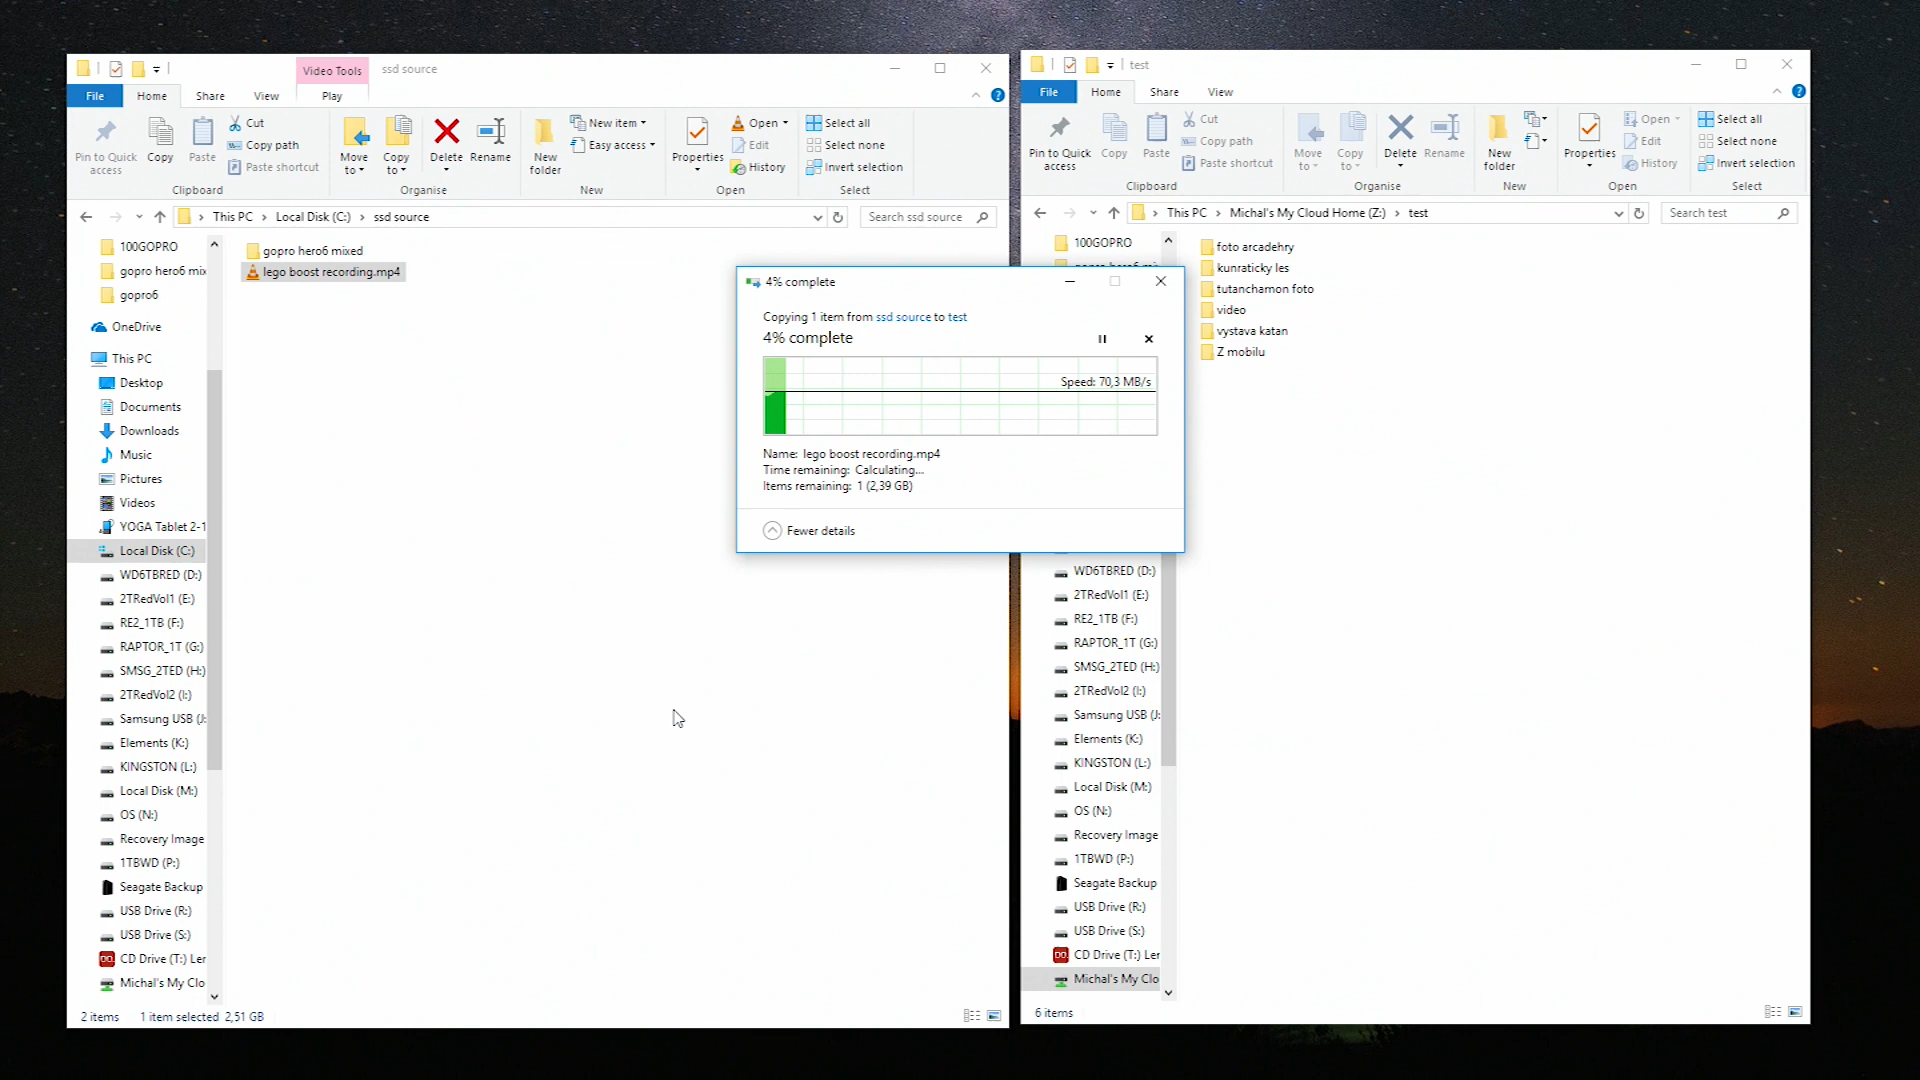 Video Tools
ssd source
File
Home
Share
View
Play
Pin to Quick access
Copy
Paste
Cut
Copy path
Paste shortcut
Clipboard
Move to
Copy to
Delete
Rename
Organise
New folder
New item
Easy access
New
Properties
Open
Edit
History
Open
Select all
Select none
Invert selection
Select
This PC
Local Disk (C:)
ssd source
Search ssd source
100GOPRO
gopro hero6 mix
gopro6
OneDrive
This PC
Desktop
Documents
Downloads
Music
Pictures
Videos
YOGA Tablet 2-1
Local Disk (C:)
WD6TBRED (D:)
2TRedVol1 (E:)
RE2_1TB (F:)
RAPTOR_1T (G:)
SMSG_2TED (H:)
2TRedVol2 (I:)
Samsung USB (J:
Elements (K:)
KINGSTON (L:)
Local Disk (M:)
OS (N:)
Recovery Image
1TBWD (P:)
Seagate Backup
USB Drive (R:)
USB Drive (S:)
CD Drive (T:) Ler
Michal's My Clo
gopro hero6 mixed
lego boost recording.mp4
2 items
1 item selected 2,51 GB
4% complete
Copying 1 item from ssd source to test
4% complete
Speed: 70,3 MB/s
Name: lego boost recording.mp4
Time remaining: Calculating...
Items remaining: 1 (2,39 GB)
Fewer details
test
File
Home
Share
View
Pin to Quick access
Copy
Paste
Cut
Copy path
Paste shortcut
Clipboard
Move to
Copy to
Delete
Rename
Organise
New folder
New
Properties
Open
Edit
History
Open
Select all
Select none
Invert selection
Select
This PC
Michal's My Cloud Home (Z:)
test
Search test
100GOPRO
WD6TBRED (D:)
2TRedVol1 (E:)
RE2_1TB (F:)
RAPTOR_1T (G:)
SMSG_2TED (H:)
2TRedVol2 (I:)
Samsung USB (J:
Elements (K:)
KINGSTON (L:)
Local Disk (M:)
OS (N:)
Recovery Image
1TBWD (P:)
Seagate Backup
USB Drive (R:)
USB Drive (S:)
CD Drive (T:) Ler
Michal's My Clo
foto arcadehry
kunraticky les
tutanchamon foto
video
vystava katan
Z mobilu
6 items